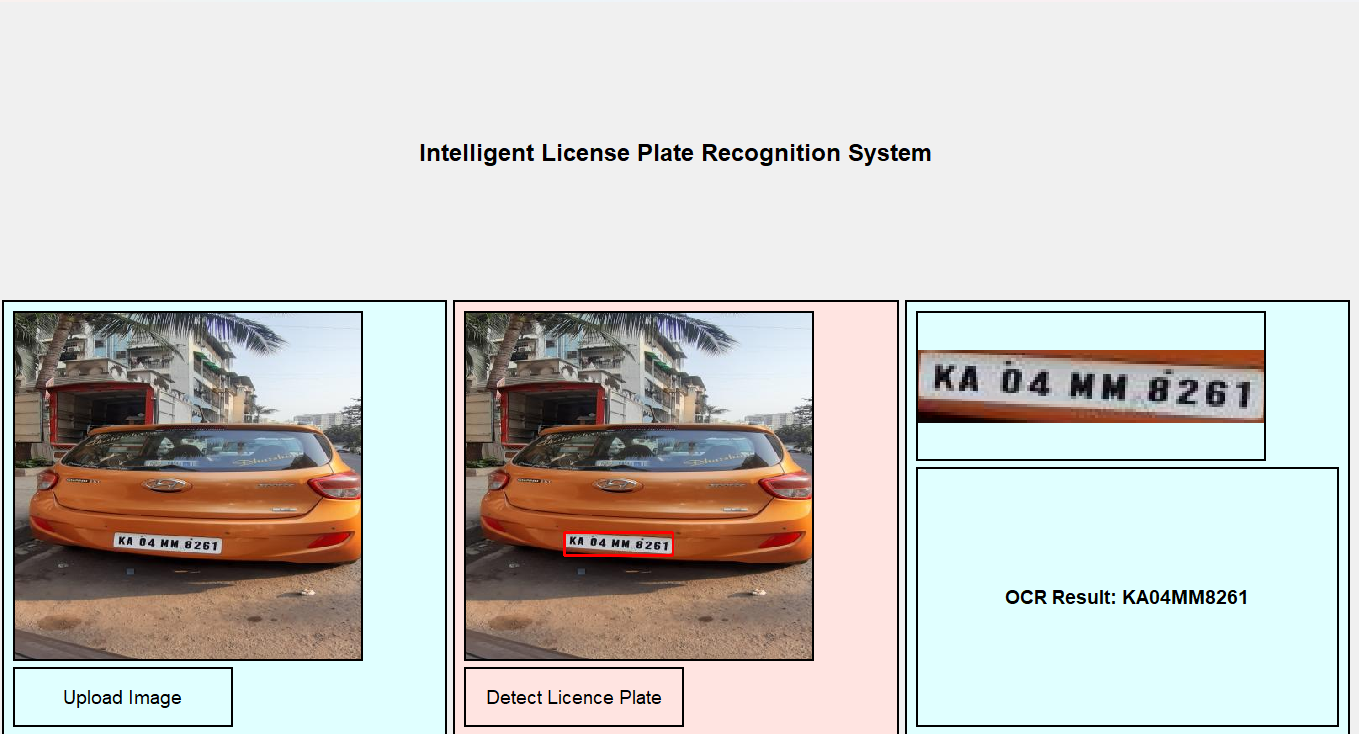 Intelligent License Plate Recognition System
KA 04 MM 8261
Upload Image
KA 04 MM 8261
Detect Licence Plate
KA 04 MM 8261
OCR Result: KA04MM8261